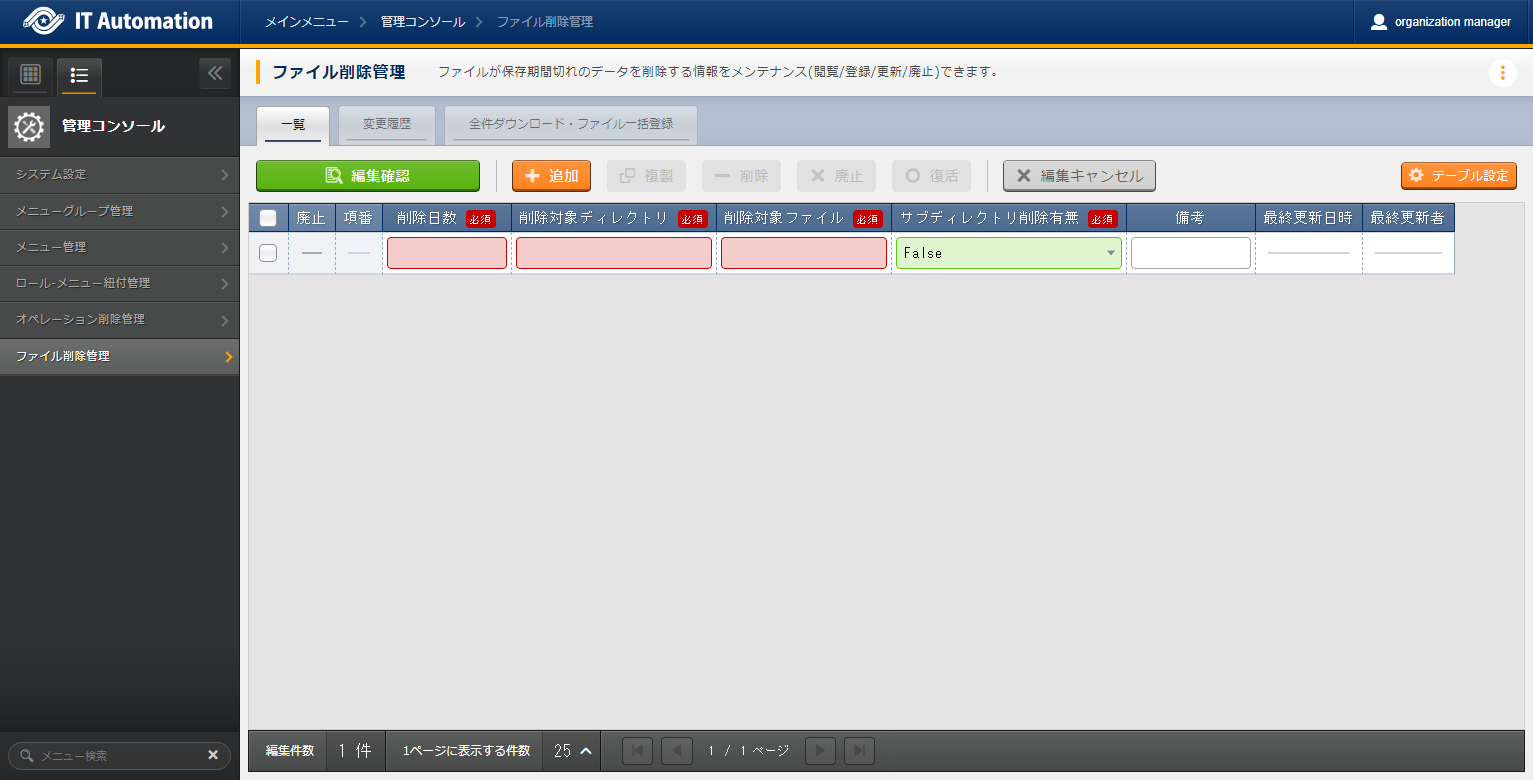 IT Automation
メインメニュー 管理コンソール ファイル削除管理
organization manager
管理コンソール
システム設定
メニューグループ管理
メニュー管理
ロール-メニュー紐付管理
オペレーション削除管理
ファイル削除管理
メニュー検索
ファイル削除管理 ファイルが保存期間切れのデータを削除する情報をメンテナンス(閲覧/登録/更新/廃止)できます。
一覧 変更履歴 全件ダウンロード・ファイル一括登録
編集確認 追加 複製 削除 廃止 復活 編集キャンセル テーブル設定
廃止 項番 削除日数 必須 削除対象ディレクトリ 必須 削除対象ファイル 必須 サブディレクトリ削除有無 必須 備考 最終更新日時 最終更新者
False
編集件数 1 件 1ページに表示する件数 25 1 / 1 ページ